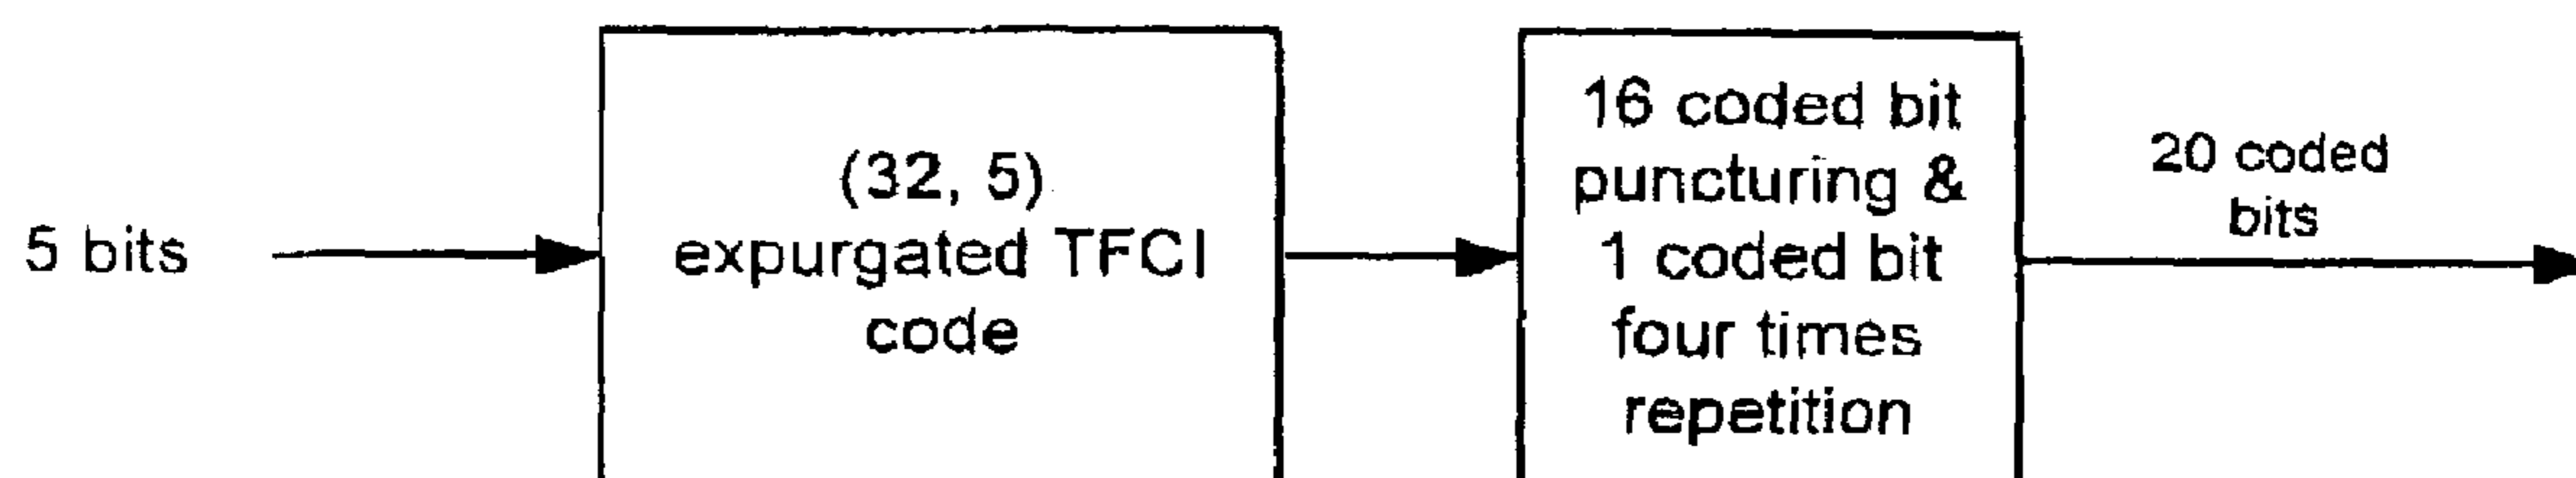 5 bits
(32, 5)
expurgated TFCI
code
16 coded bit
puncturing &
1 coded bit
four times
repetition
20 coded
bits